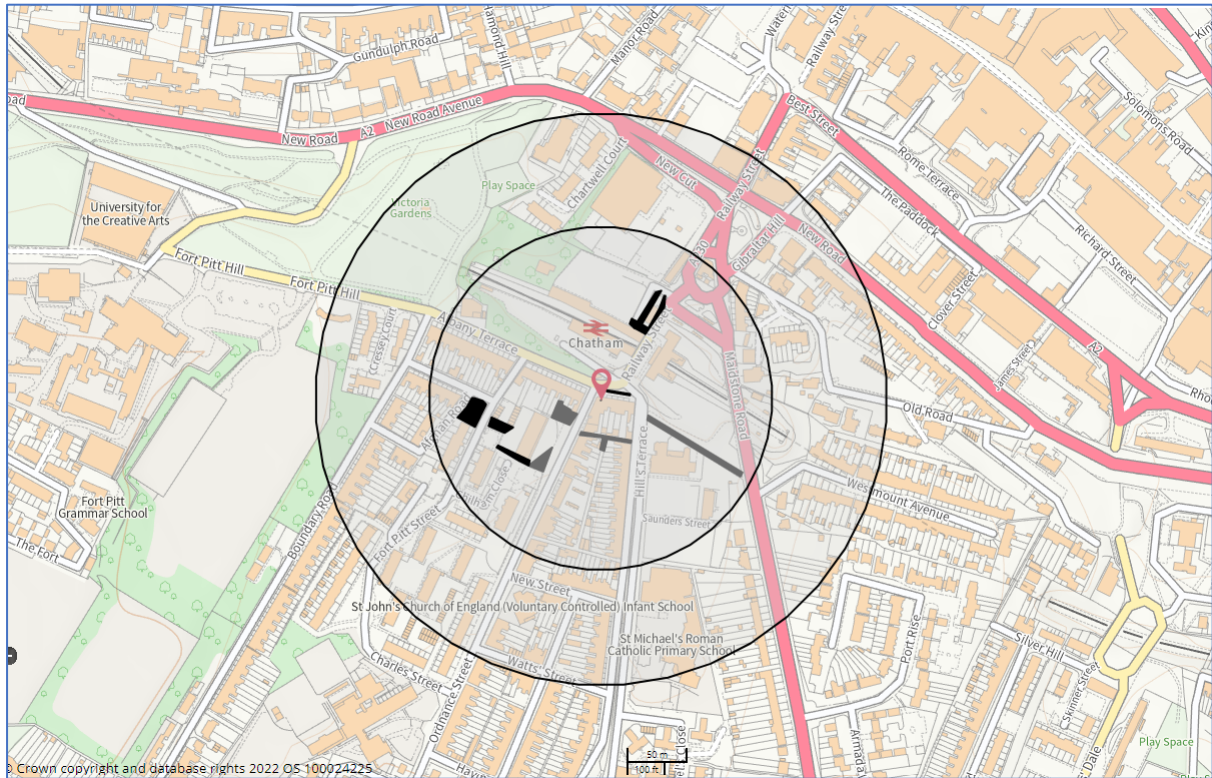 Gundulph Road
Hamond Hill
Manor Road
Railway Stre
Solomons Road
oad
New Road
A2
New Road Avenue
Best Street
New Cut
Chartwell Court
Play Space
Railway Street
Rome Terrace
The Paddock
University for
the Creative Arts
Victoria
Gardens
New Road
Gibraltar Hill
Richard Street
Fort Pitt Hill
Fort Pitt Hill
Clover Street
Cressey Court
Albany Terrace
Chatham
Railway
Maidstone Road
James Street
A2
Old Road
Hill's Terrace
Westmount Avenue
Fort Pitt
Grammar School
The Fort
Boundary Road
Fort Pitt Street
Saunders Street
New Street
St John's Church of England (Voluntary Controlled) Infant School
St Michael's Roman
Catholic Primary School
Port Rise
Silver Hill
Charles Street
Watts' Street
Ordnance Street
Skinner Street
Play Space
50 m
100 ft
Crown copyright and database rights 2022 OS 100024225